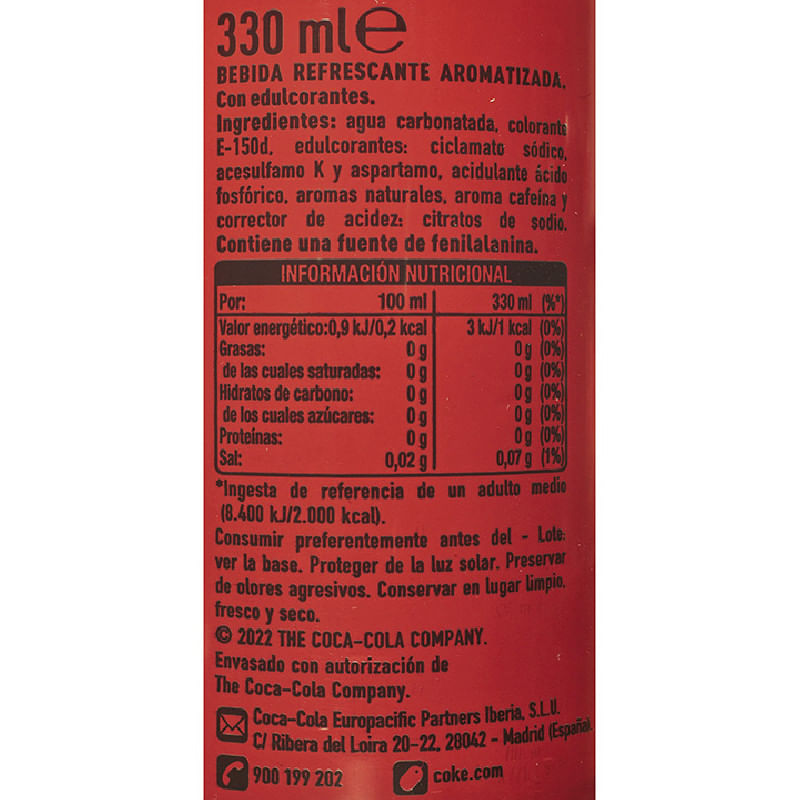 330 ml e
BEBIDA REFRESCANTE AROMATIZADA.
Con edulcorantes.
Ingredientes: agua carbonatada, colorante
E-150d, edulcorantes: ciclamato sódico,
acesulfamo K y aspartamo, acidulante ácido
fosfórico, aromas naturales, aroma cafeína y
corrector de acidez: citratos de sodio.
Contiene una fuente de fenilalanina.
INFORMACIÓN NUTRICIONAL
Por: 100 ml 330 ml (%*)
Valor energético: 0,9 kJ/0,2 kcal 3 kJ/1 kcal (0%)
Grasas: 0 g 0 g (0%)
de las cuales saturadas: 0 g 0 g (0%)
Hidratos de carbono: 0 g 0 g (0%)
de los cuales azúcares: 0 g 0 g (0%)
Proteínas: 0 g 0 g (0%)
Sal: 0,02 g 0,07 g (1%)
*Ingesta de referencia de un adulto medio
(8.400 kJ/2.000 kcal).
Consumir preferentemente antes del - Lote:
ver la base. Proteger de la luz solar. Preservar
de olores agresivos. Conservar en lugar limpio,
fresco y seco.
© 2022 THE COCA-COLA COMPANY.
Envasado con autorización de
The Coca-Cola Company.
Coca-Cola Europacific Partners Iberia, S.L.U.
C/ Ribera del Loira 20-22, 28042 - Madrid (España).
900 199 202 coke.com